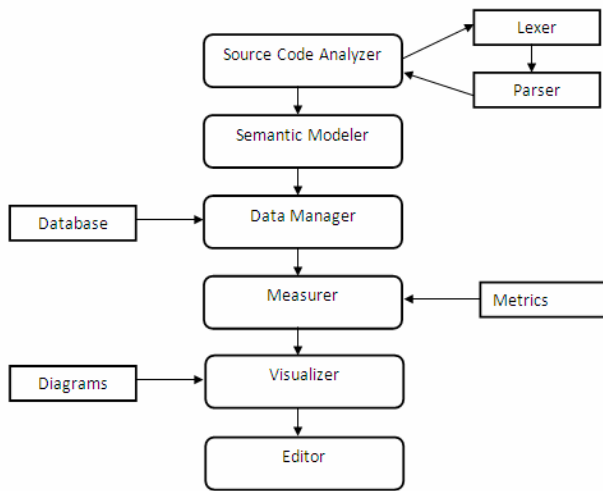 Lexer
Source Code Analyzer
Parser
Semantic Modeler
Database
Data Manager
Measurer
Metrics
Diagrams
Visualizer
Editor